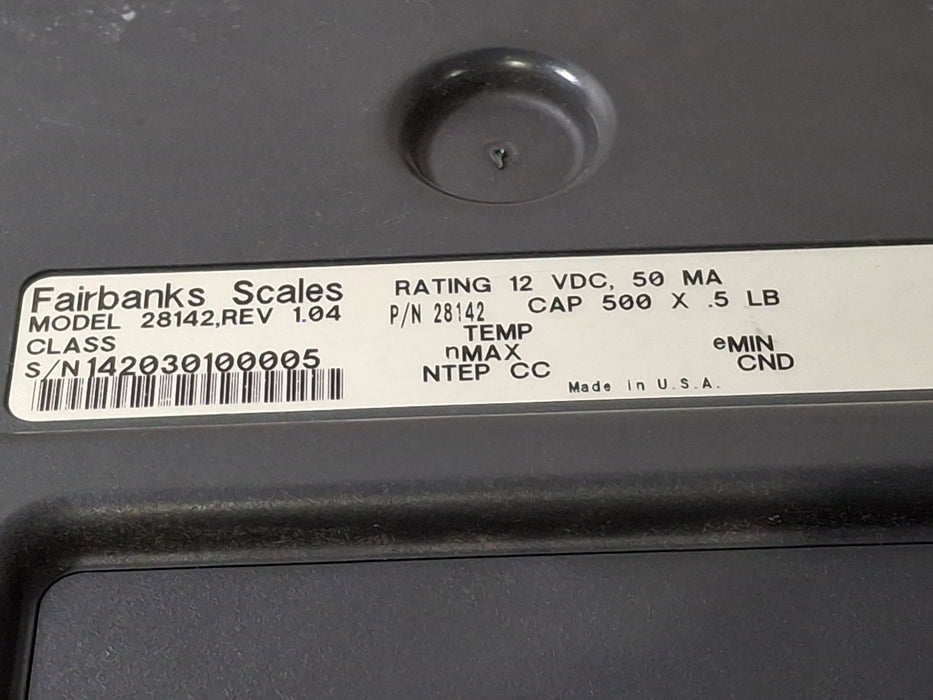 Fairbanks Scales
MODEL 28142,REV 1.04
CLASS
S/N 142030100005
RATING 12 VDC, 50 MA
P/N 28142 CAP 500 X .5 LB
TEMP
nMAX eMIN
NTEP CC CND
Made in U.S.A.